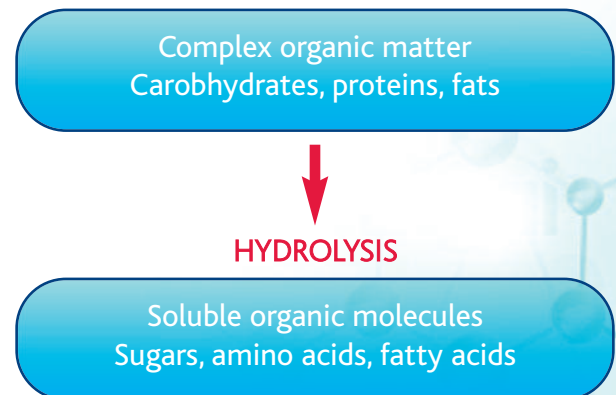 Complex organic matter
Carobhydrates, proteins, fats
HYDROLYSIS
Soluble organic molecules
Sugars, amino acids, fatty acids